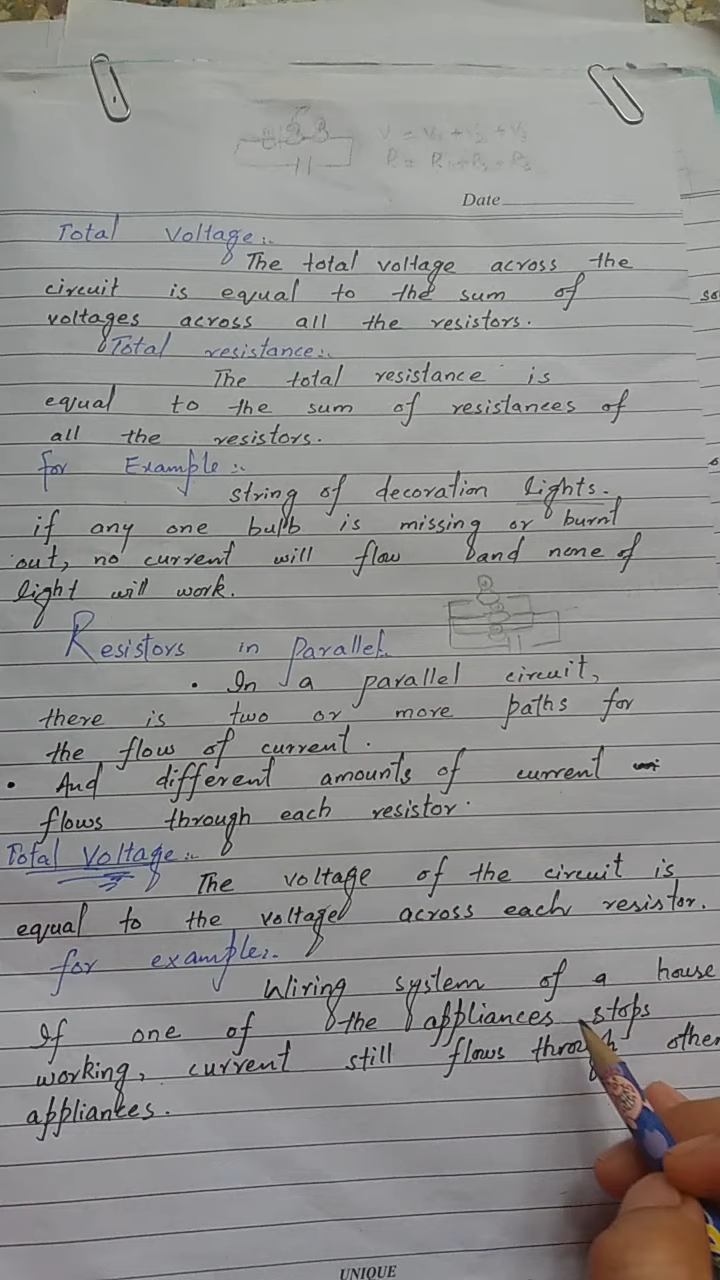 V = V1 + V2 + V3
R = R1 + R2 + R3
Date
Total Voltage:-
The total voltage across the
circuit is equal to the sum of
voltages across all the resistors.
Total resistance:-
The total resistance is
equal to the sum of resistances of
all the resistors.
for Example:-
string of decoration lights.
if any one bulb is missing or burnt
out, no current will flow and none of
light will work.
Resistors in Parallel.
• In a parallel circuit,
there is two or more paths for
the flow of current.
• And different amounts of current
flows through each resistor.
Total Voltage:-
The voltage of the circuit is
equal to the voltage across each resistor.
for example:-
Wiring system of a house
If one of the appliances stops
working, current still flows through other
appliances.
UNIQUE